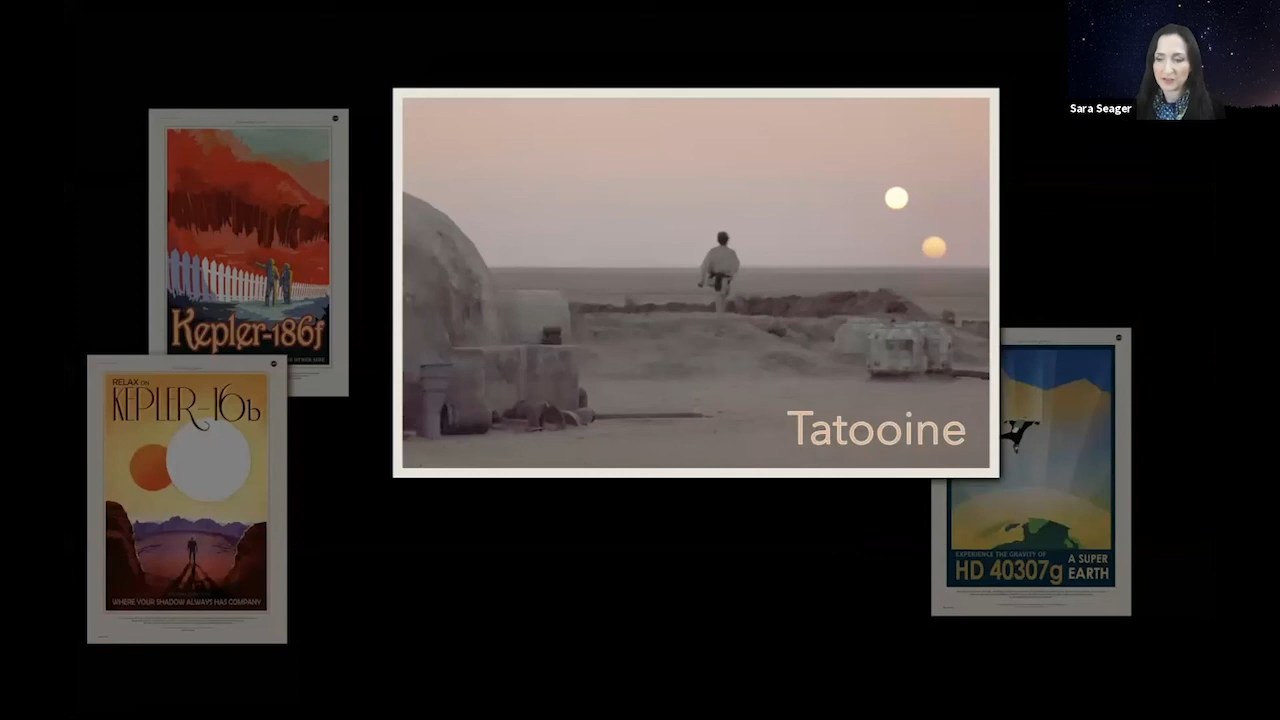 Sara Seager
Kepler-186f
RELAX ON
KEPLER-16b
WHERE YOUR SHADOW ALWAYS HAS COMPANY
Tatooine
EXPERIENCE THE GRAVITY OF
HD 40307g
A SUPER
EARTH